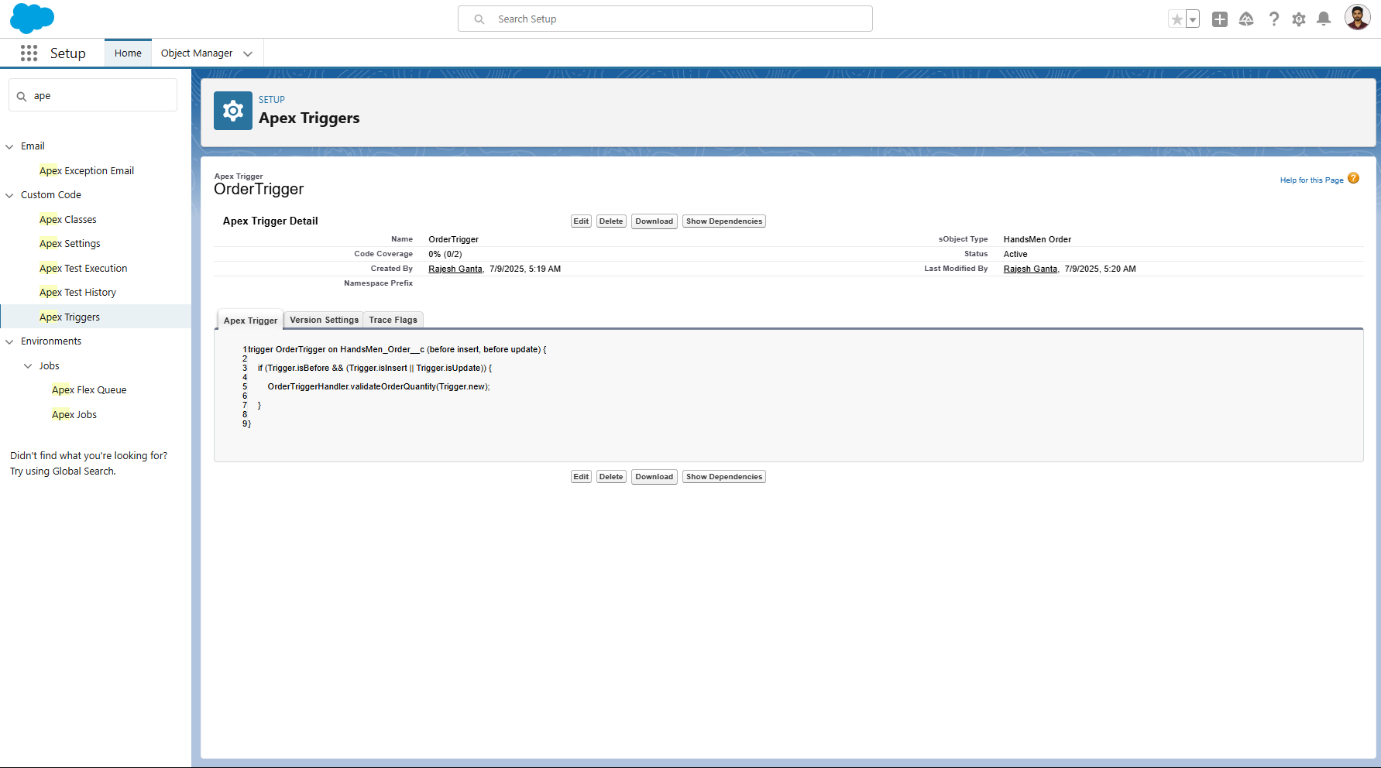 Search Setup
Setup
Home
Object Manager
ape
Email
Apex Exception Email
Custom Code
Apex Classes
Apex Settings
Apex Test Execution
Apex Test History
Apex Triggers
Environments
Jobs
Apex Flex Queue
Apex Jobs
Didn't find what you're looking for?
Try using Global Search.
SETUP
Apex Triggers
Apex Trigger
OrderTrigger
Help for this Page
Apex Trigger Detail
Edit Delete Download Show Dependencies
Name OrderTrigger sObject Type HandsMen Order
Code Coverage 0% (0/2) Status Active
Created By Rajesh Ganta, 7/9/2025, 5:19 AM Last Modified By Rajesh Ganta, 7/9/2025, 5:20 AM
Namespace Prefix
Apex Trigger Version Settings Trace Flags
1trigger OrderTrigger on HandsMen_Order__c (before insert, before update) {
2
3 if (Trigger.isBefore && (Trigger.isInsert || Trigger.isUpdate)) {
4
5 OrderTriggerHandler.validateOrderQuantity(Trigger.new);
6
7 }
8
9}
Edit Delete Download Show Dependencies